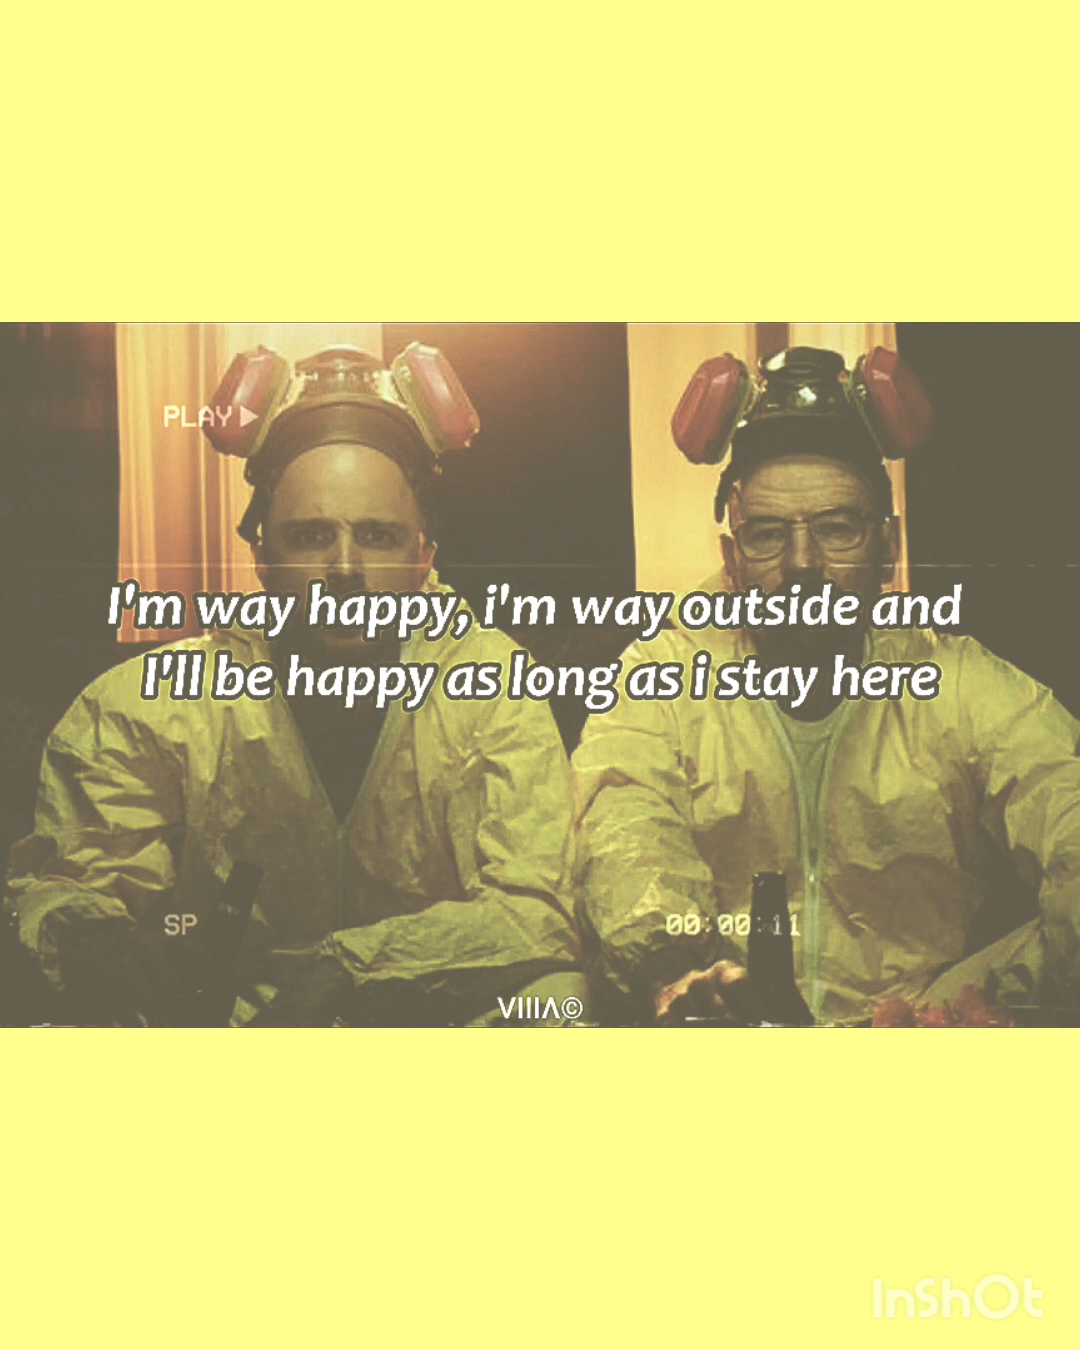 PLAY
I'm way happy, i'm way outside and
I'll be happy as long as i stay here
SP
00:00:11
VIIIΛ©
InShOt